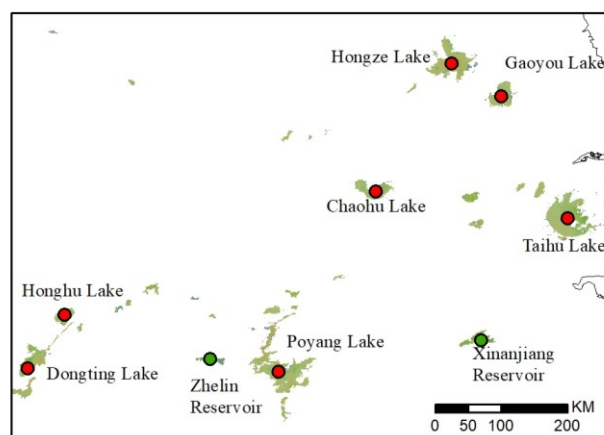 Hongze Lake
Gaoyou Lake
Chaohu Lake
Taihu Lake
Honghu Lake
Poyang Lake
Dongting Lake
Zhelin
Reservoir
Xinanjiang
Reservoir
KM
0 50 100 200